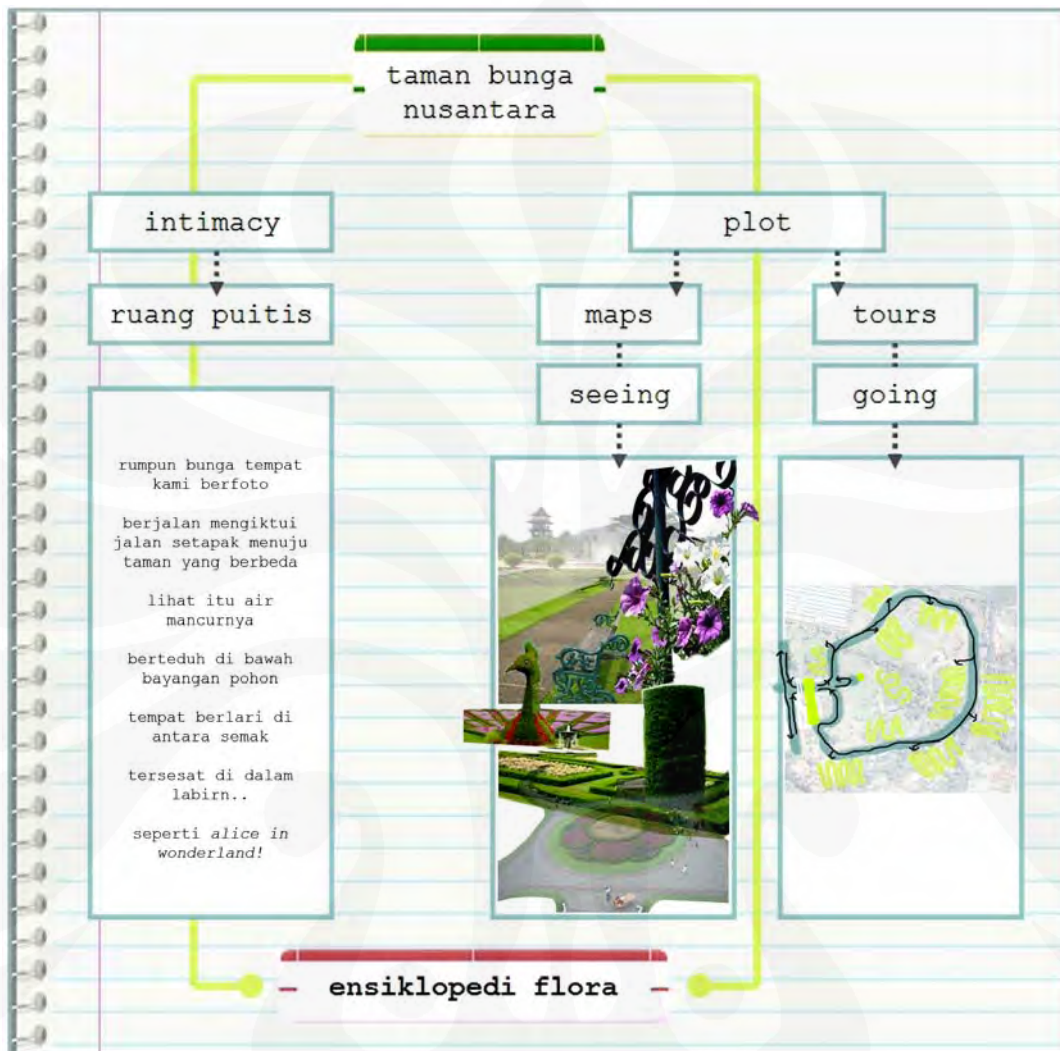 taman bunga
nusantara
intimacy
plot
ruang puitis
maps
tours
seeing
going
rumpun bunga tempat
kami berfoto
berjalan mengiktui
jalan setapak menuju
taman yang berbeda
lihat itu air
mancurnya
berteduh di bawah
bayangan pohon
tempat berlari di
antara semak
tersesat di dalam
labirn..
seperti alice in
wonderland!
ensiklopedi flora